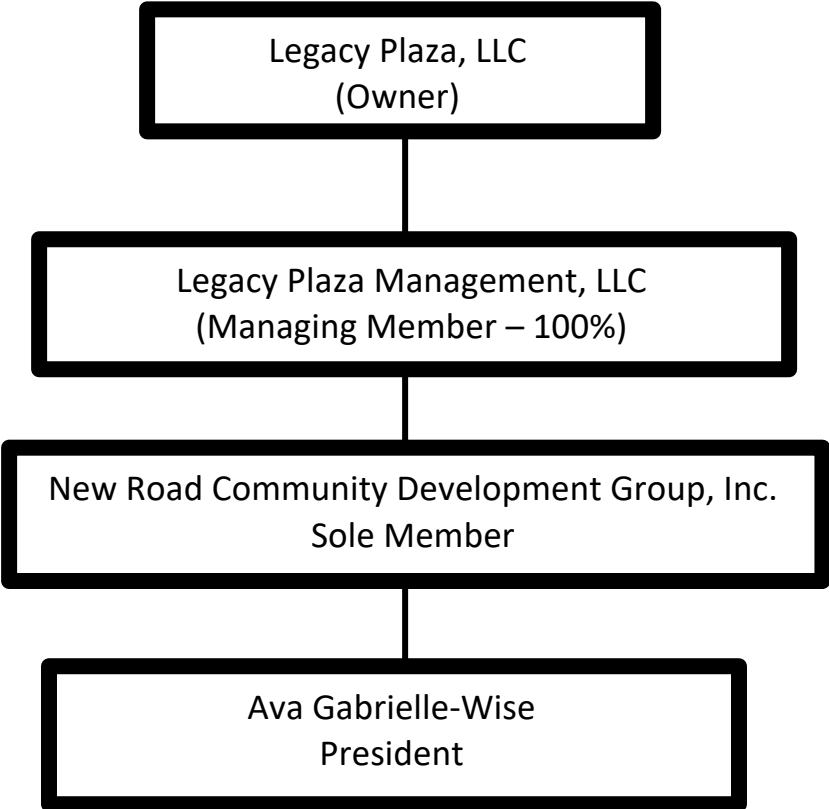 Legacy Plaza, LLC
(Owner)
Legacy Plaza Management, LLC
(Managing Member – 100%)
New Road Community Development Group, Inc.
Sole Member
Ava Gabrielle-Wise
President